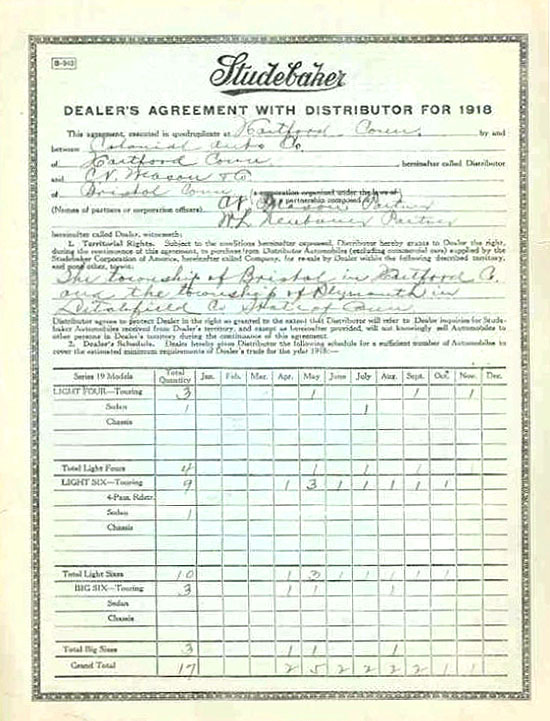 B-903
Studebaker
DEALER'S AGREEMENT WITH DISTRIBUTOR FOR 1918
This agreement, executed in quadruplicate at Hartford Conn. by and
between Colonial Auto Co.
of Hartford Conn , hereinafter called Distributor
and C.V. Mason & Co
of Bristol Conn (a corporation organized under the laws of)
(a partnership composed of)
(Names of partners or corporation officers). C.V. Mason Partner
W L Neubauer Partner
hereinafter called Dealer, witnesseth:
1. Territorial Rights. Subject to the conditions hereinafter expressed, Distributor hereby grants to Dealer the right,
during the continuance of this agreement, to purchase from Distributor Automobiles (excluding commercial cars) supplied by the
Studebaker Corporation of America, hereinafter called Company, for re-sale by Dealer within the following described territory,
and none other, to-wit:
The township of Bristol in Hartford Co.
and the township of Plymouth in
Litchfield Co State of Conn
Distributor agrees to protect Dealer in the right so granted to the extent that Distributor will refer to Dealer inquiries for Stude-
baker Automobiles received from Dealer's territory, and except as hereinafter provided, will not knowingly sell Automobiles to
other persons in Dealer's territory during the continuance of this agreement.
2. Dealer's Schedule. Dealer hereby gives Distributor the following schedule for a sufficient number of Automobiles to
cover the estimated minimum requirements of Dealer's trade for the year 1918:—
Series 19 Models Total Quantity Jan. Feb. Mar. Apr. May June July Aug. Sept. Oct. Nov. Dec.
LIGHT FOUR—Touring 3 1 1 1
Sedan 1 1
Chassis
Total Light Fours 4 1 1 1 1
LIGHT SIX—Touring 9 1 3 1 1 1 1 1
4-Pass. Rdstr.
Sedan 1
Chassis
Total Light Sixes 10 1 3 1 1 1 1 1
BIG SIX—Touring 3 1 1 1
Sedan
Chassis
Total Big Sixes 3 1 1 1
Grand Total 17 2 5 2 2 2 2 1 1